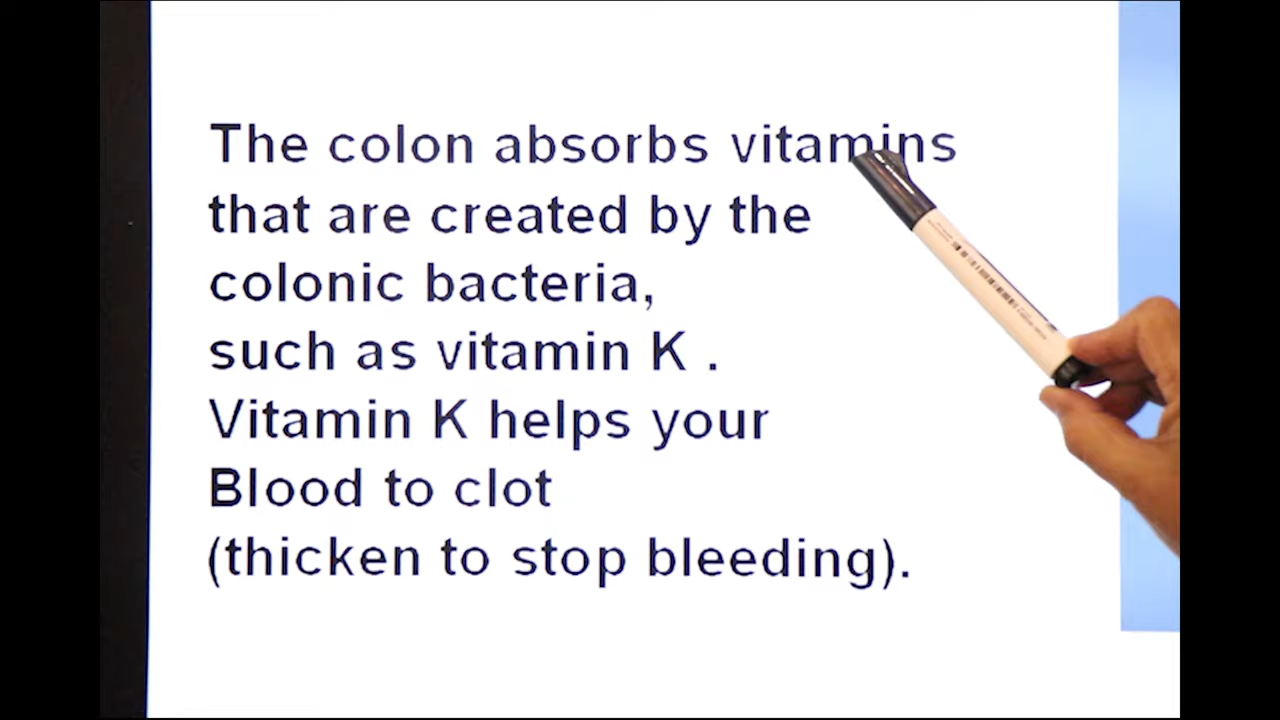 The colon absorbs vitamins
that are created by the
colonic bacteria,
such as vitamin K .
Vitamin K helps your
Blood to clot
(thicken to stop bleeding).